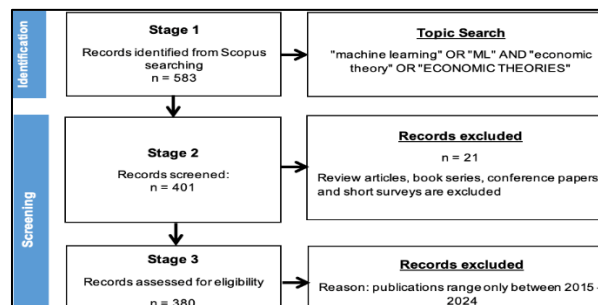 Identification
Stage 1
Records identified from Scopus
searching
n = 583
Topic Search
"machine learning" OR "ML" AND "economic
theory" OR "ECONOMIC THEORIES"
Screening
Stage 2
Records screened:
n = 401
Records excluded
n = 21
Review articles, book series, conference papers
and short surveys are excluded
Stage 3
Records assessed for eligibility
n = 380
Records excluded
Reason: publications range only between 2015 -
2024